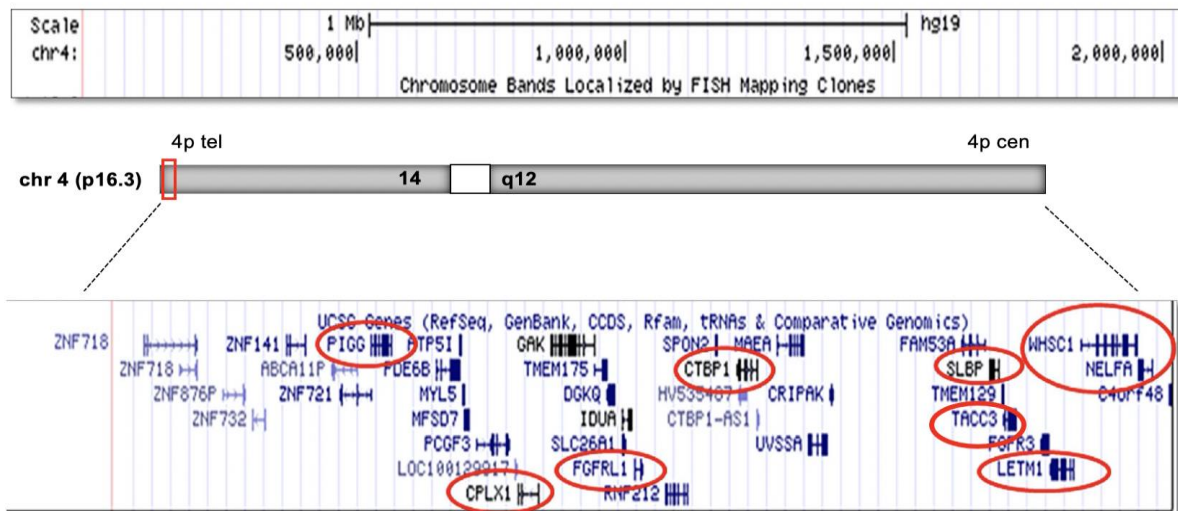 Scale 1 Mb hg19
chr4: 500,000 1,000,000 1,500,000 2,000,000
Chromosome Bands Localized by FISH Mapping Clones
4p tel 4p cen
chr 4 (p16.3) 14 q12
UCSC Genes (RefSeq, GenBank, CCDS, Rfam, tRNAs & Comparative Genomics)
ZNF718 ZNF141 PIGG ATP5I GAK SPON2 MAEA FAM53A WHSC1
ZNF718 ABCA11P PDE6B TMEM175 CTBP1 SLBP NELFA
ZNF876P ZNF721 MYL5 DGKQ HV535407 CRIPAK TMEM129 C4orf48
ZNF732 MFSD7 IDUA CTBP1-AS1 TACC3
PCGF3 SLC26A1 UVSSA FGFR3
LOC100129917 FGFRL1 LETM1
CPLX1 RNF212